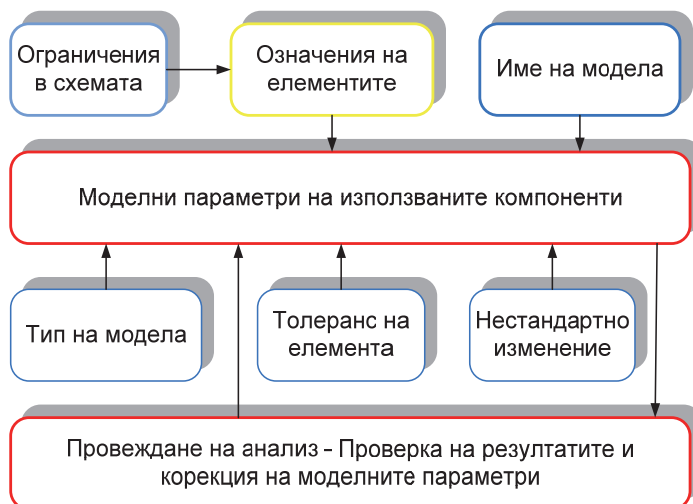 Ограничения
в схемата
Означения на
елементите
Име на модела
Моделни параметри на използваните компоненти
Тип на модела
Толеранс на
елемента
Нестандартно
изменение
Провеждане на анализ – Проверка на резултатите и
корекция на моделните параметри